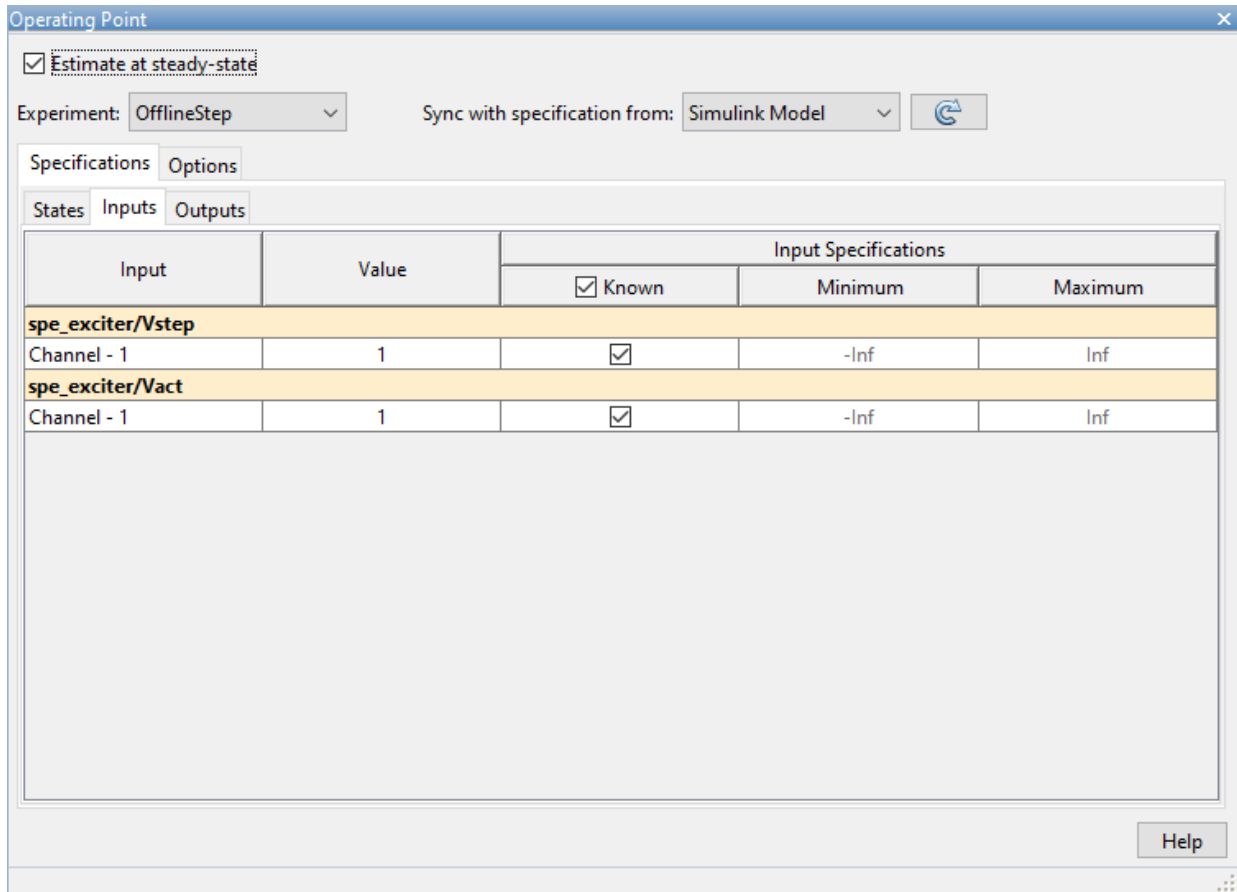 Operating Point
Estimate at steady-state
Experiment: OfflineStep Sync with specification from: Simulink Model
Specifications Options
States Inputs Outputs
Input Value Input Specifications
Known Minimum Maximum
spe_exciter/Vstep
Channel - 1 1 -Inf Inf
spe_exciter/Vact
Channel - 1 1 -Inf Inf
Help